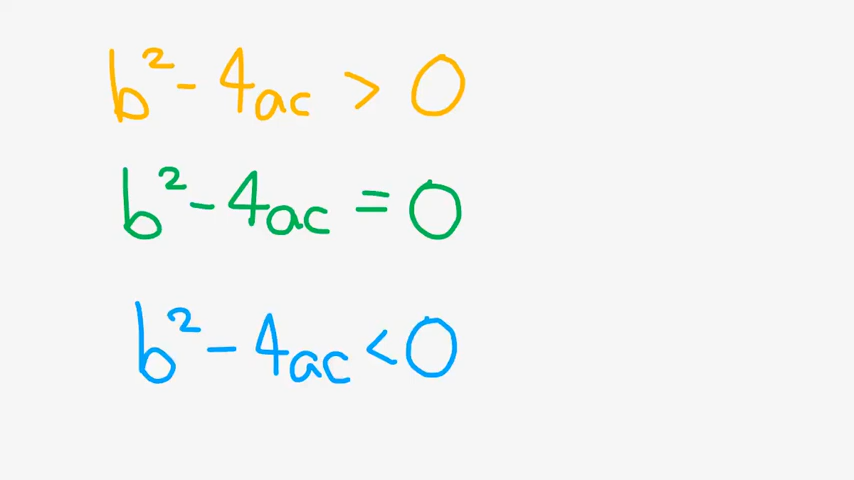 b² - 4ac > 0
b² - 4ac = 0
b² - 4ac < 0